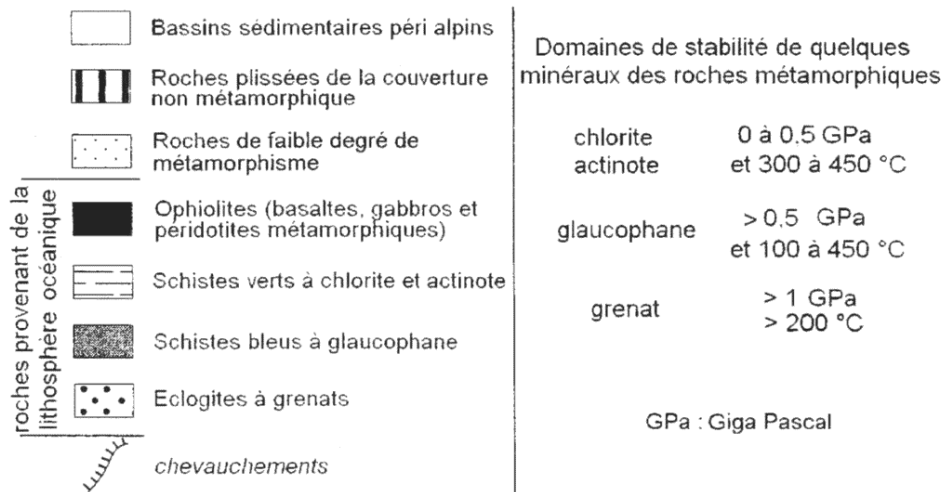 Bassins sédimentaires péri alpins
Roches plissées de la couverture
non métamorphique
Roches de faible degré de
métamorphisme
roches provenant de la
lithosphère océanique
Ophiolites (basaltes, gabbros et
péridotites métamorphiques)
Schistes verts à chlorite et actinote
Schistes bleus à glaucophane
Eclogites à grenats
chevauchements
Domaines de stabilité de quelques
minéraux des roches métamorphiques
chlorite 0 à 0.5 GPa
actinote et 300 à 450 °C
glaucophane > 0.5 GPa
et 100 à 450 °C
grenat > 1 GPa
> 200 °C
GPa : Giga Pascal